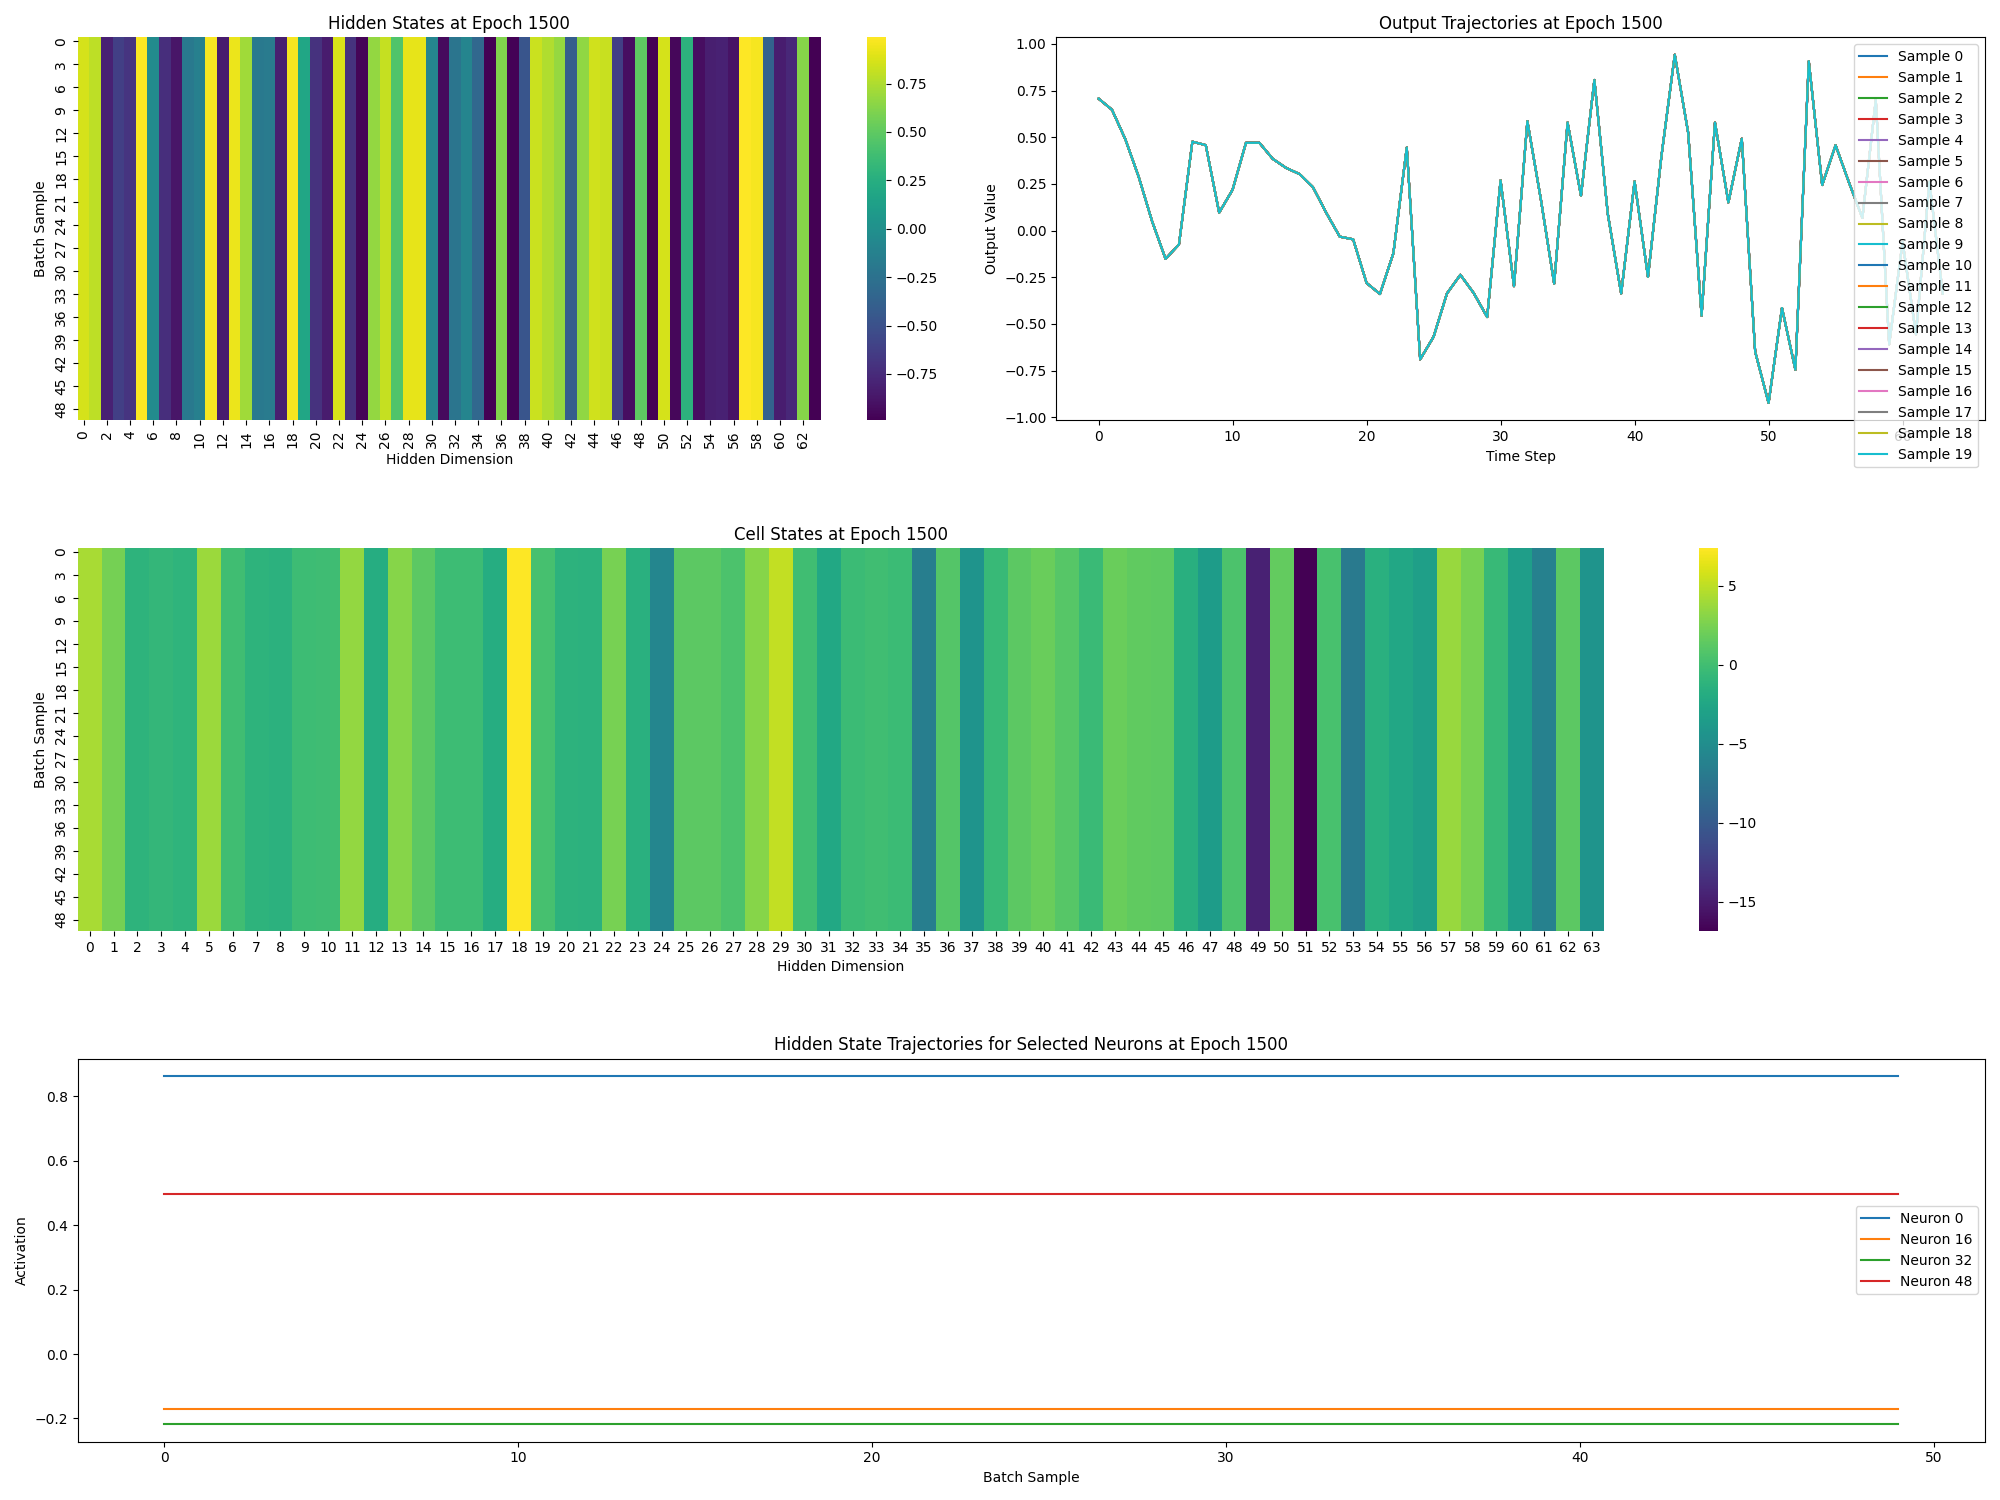 Hidden States at Epoch 1500
0
3
6
9
12
15
18
21
24
27
30
33
36
39
42
45
48
Batch Sample
0 2 4 6 8 10 12 14 16 18 20 22 24 26 28 30 32 34 36 38 40 42 44 46 48 50 52 54 56 58 60 62
Hidden Dimension
0.75
0.50
0.25
0.00
−0.25
−0.50
−0.75
Output Trajectories at Epoch 1500
1.00
0.75
0.50
0.25
0.00
−0.25
−0.50
−0.75
−1.00
Output Value
0 10 20 30 40 50 60
Time Step
Sample 0
Sample 1
Sample 2
Sample 3
Sample 4
Sample 5
Sample 6
Sample 7
Sample 8
Sample 9
Sample 10
Sample 11
Sample 12
Sample 13
Sample 14
Sample 15
Sample 16
Sample 17
Sample 18
Sample 19
Cell States at Epoch 1500
0
3
6
9
12
15
18
21
24
27
30
33
36
39
42
45
48
Batch Sample
0 1 2 3 4 5 6 7 8 9 10 11 12 13 14 15 16 17 18 19 20 21 22 23 24 25 26 27 28 29 30 31 32 33 34 35 36 37 38 39 40 41 42 43 44 45 46 47 48 49 50 51 52 53 54 55 56 57 58 59 60 61 62 63
Hidden Dimension
5
0
−5
−10
−15
Hidden State Trajectories for Selected Neurons at Epoch 1500
0.8
0.6
0.4
0.2
0.0
−0.2
Activation
0 10 20 30 40 50
Batch Sample
Neuron 0
Neuron 16
Neuron 32
Neuron 48